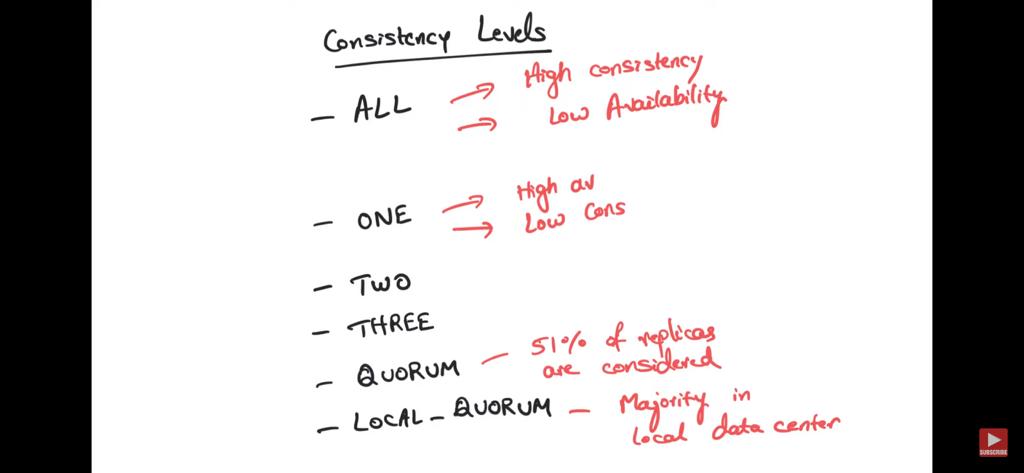 Consistency Levels
- ALL → High consistency
→ Low Availability
- ONE → High av
→ Low Cons
- TWO
- THREE
- QUORUM - 51% of replicas
are considered
- LOCAL - QUORUM - Majority in
local data center
SUBSCRIBE